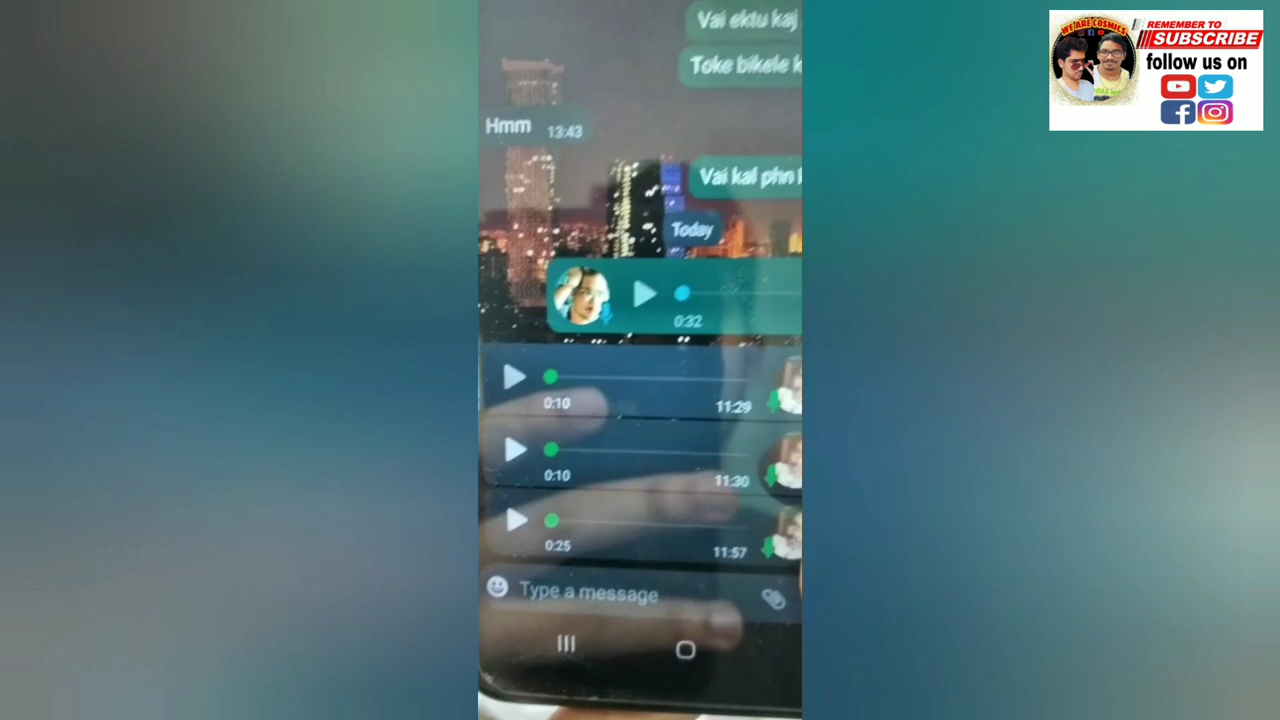 Vai ektu kaj
Toke bikele
Hmm 13:43
Vai kal phn
Today
0:32
0:10 11:29
0:10 11:30
0:25 11:57
Type a message
WE ARE COSMICS
REMEMBER TO
SUBSCRIBE
follow us on